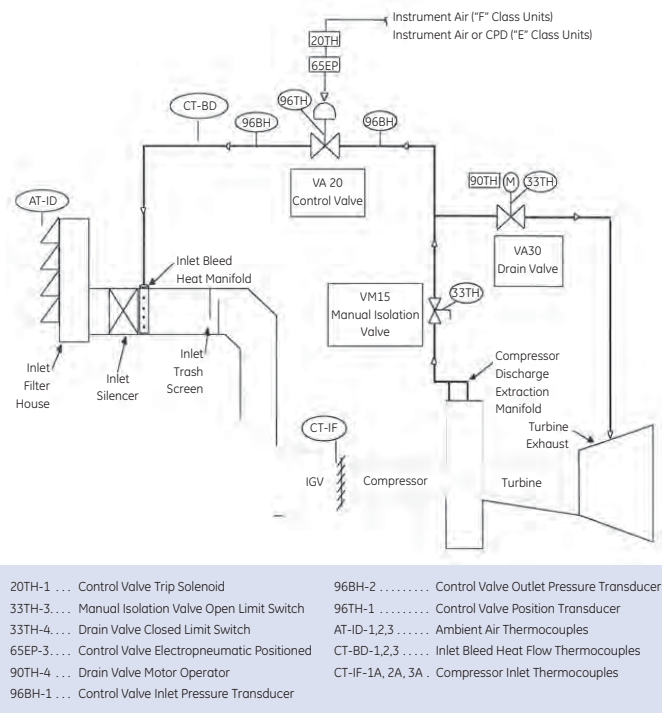 Instrument Air ("F" Class Units)
Instrument Air or CPD ("E" Class Units)
20TH
65EP
96TH
CT-BD
96BH
96BH
VA 20
Control Valve
90TH
M
33TH
AT-ID
VA30
Drain Valve
Inlet Bleed
Heat Manifold
VM15
Manual Isolation
Valve
33TH
Inlet
Filter
House
Inlet
Silencer
Inlet
Trash
Screen
Compressor
Discharge
Extraction
Manifold
Turbine
Exhaust
CT-IF
IGV
Compressor
Turbine
20TH-1 ... Control Valve Trip Solenoid
33TH-3.... Manual Isolation Valve Open Limit Switch
33TH-4.... Drain Valve Closed Limit Switch
65EP-3.... Control Valve Electropneumatic Positioned
90TH-4 ... Drain Valve Motor Operator
96BH-1 ... Control Valve Inlet Pressure Transducer
96BH-2 ......... Control Valve Outlet Pressure Transducer
96TH-1 ......... Control Valve Position Transducer
AT-ID-1,2,3 ...... Ambient Air Thermocouples
CT-BD-1,2,3 ..... Inlet Bleed Heat Flow Thermocouples
CT-IF-1A, 2A, 3A . Compressor Inlet Thermocouples